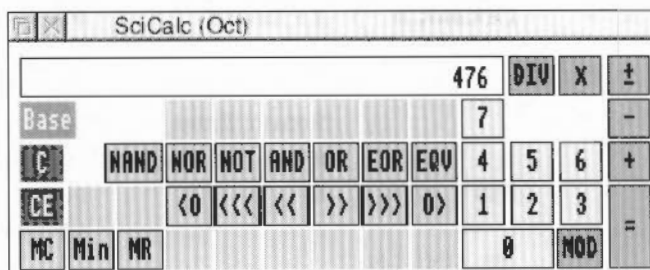 SciCalc (Oct)
476 DIV X ±
Base 7 -
C NAND NOR NOT AND OR EOR EQV 4 5 6 +
CE <0 <<< << >> >>> 0> 1 2 3 =
MC Min MR 0 MOD